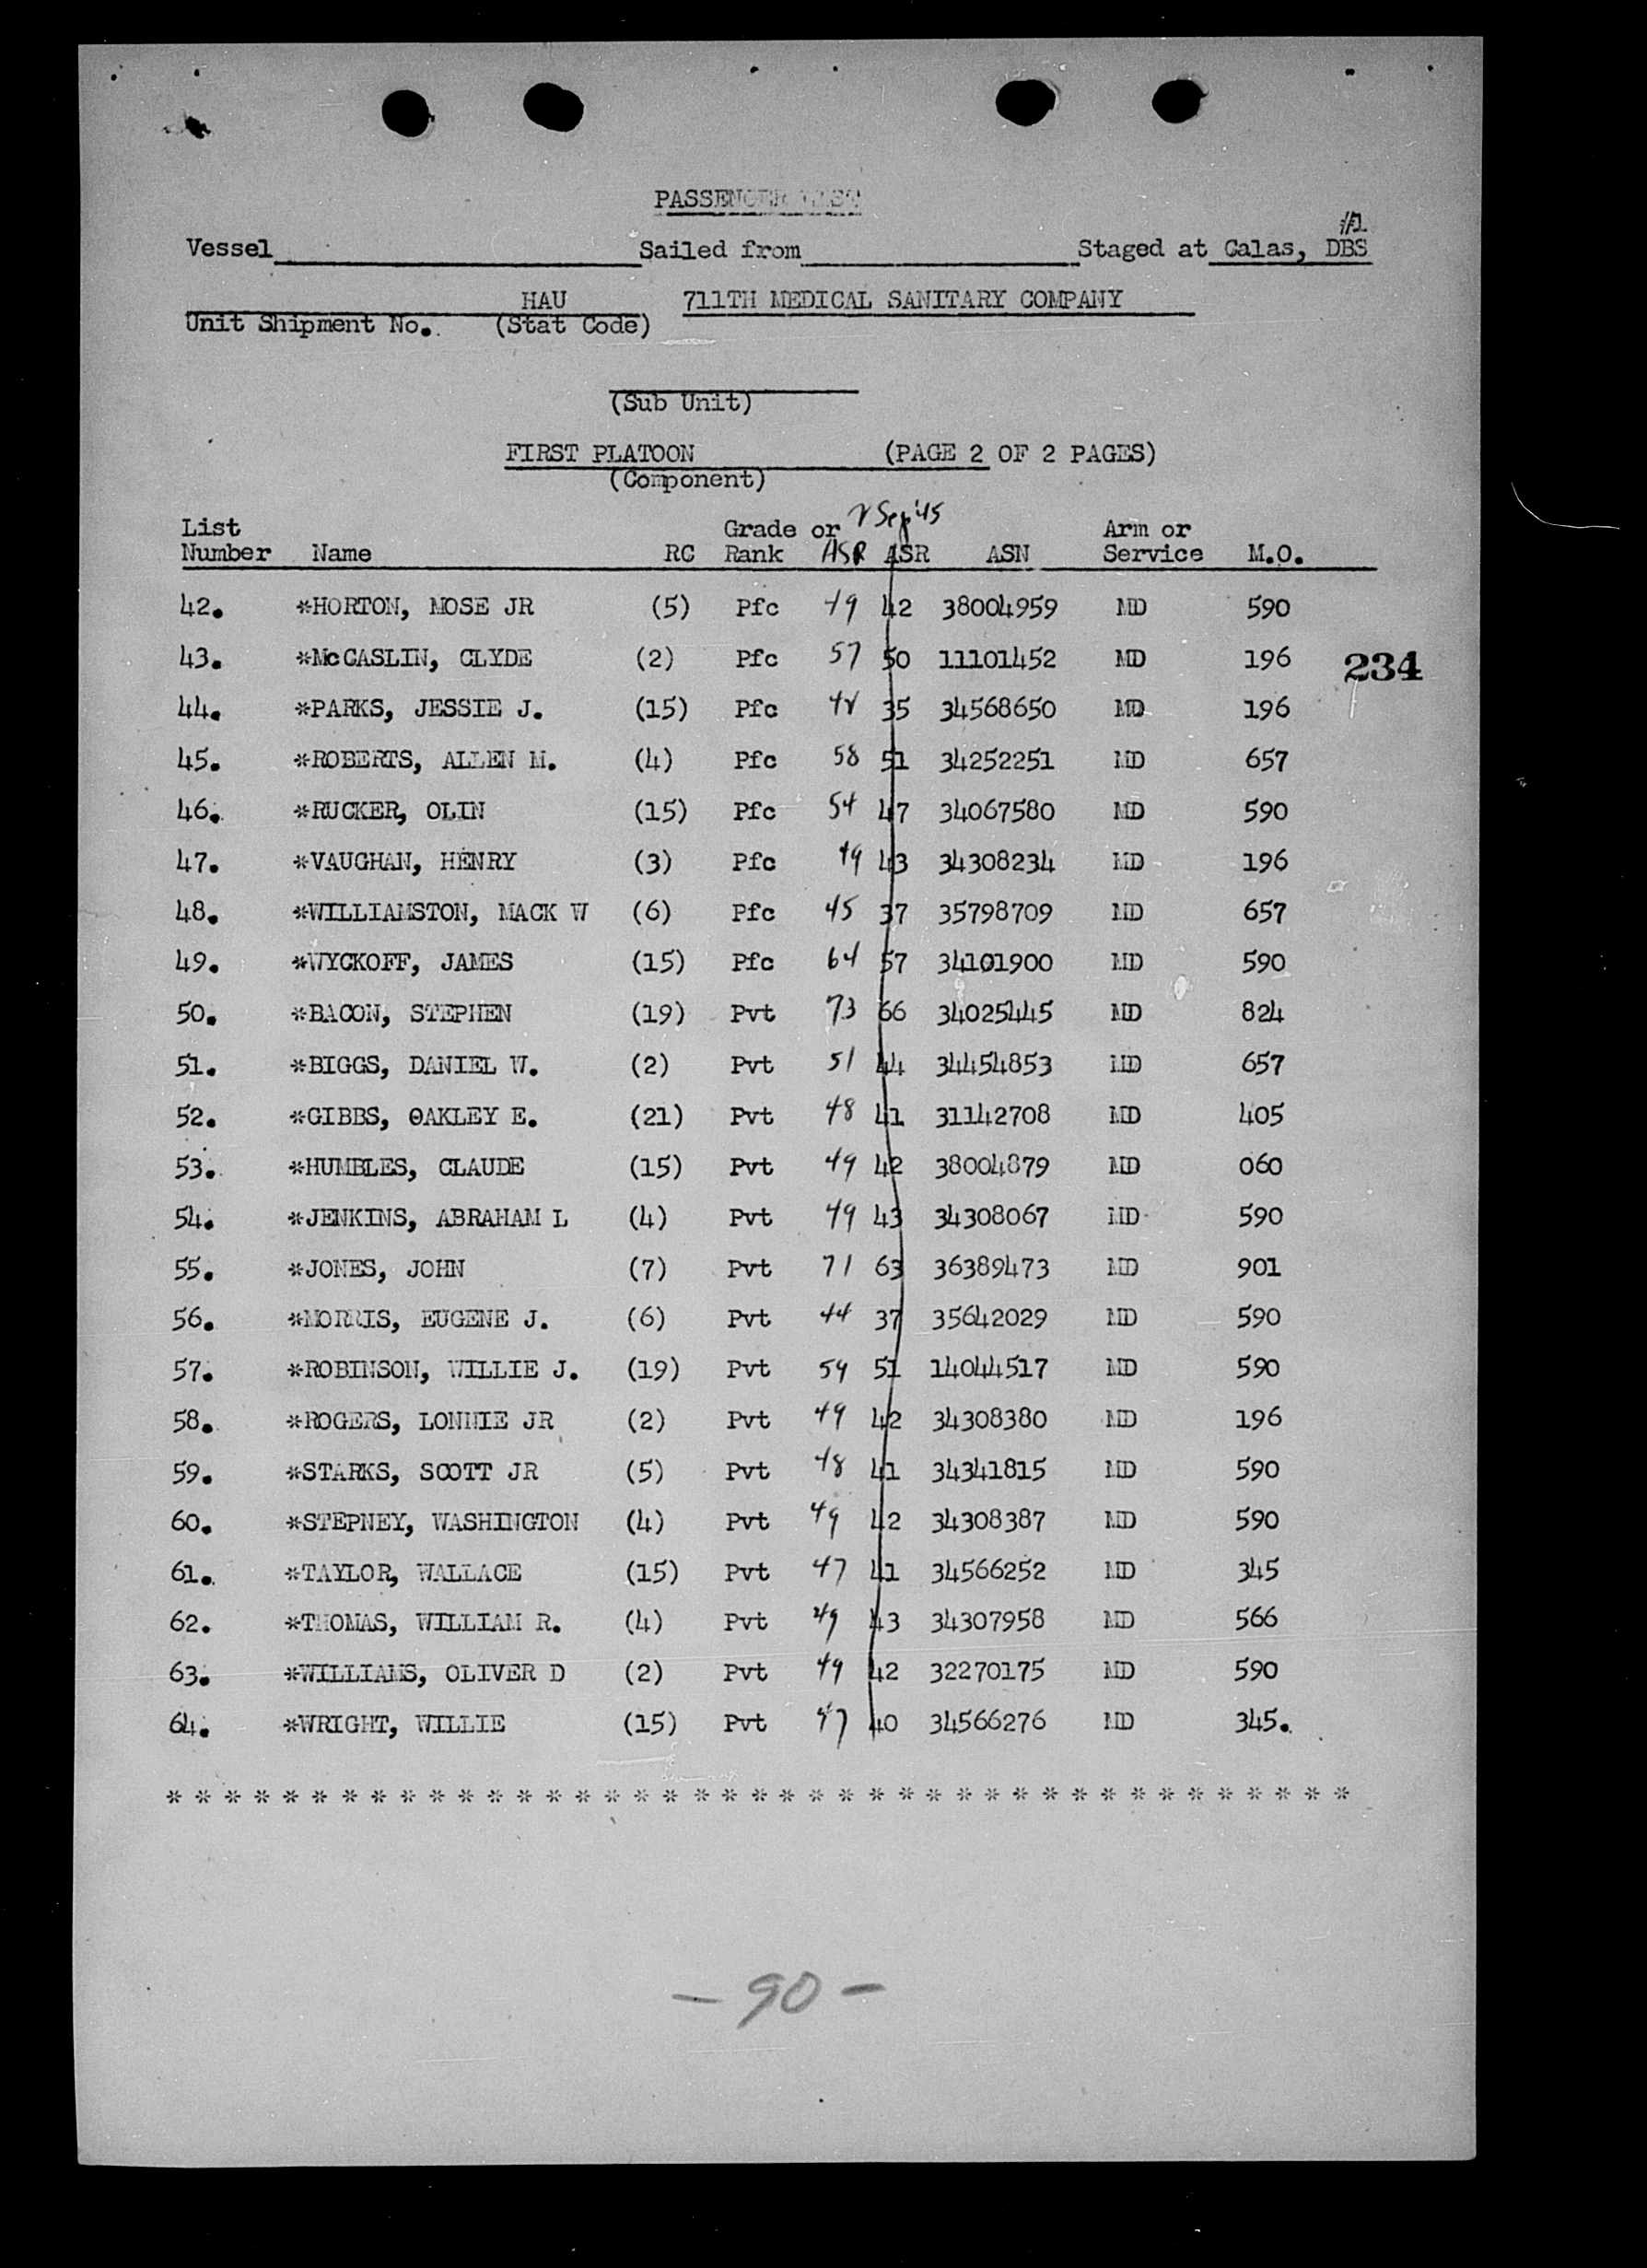 PASSENGER LIST
#1
Vessel Sailed from Staged at Calas, DBS
HAU 711TH MEDICAL SANITARY COMPANY
Unit Shipment No. (Stat Code)
(Sub Unit)
FIRST PLATOON (PAGE 2 OF 2 PAGES)
(Component)
2 Sep '45
List Grade or Arm or
Number Name RC Rank ASR ASR ASN Service M.O.
42. *HORTON, MOSE JR (5) Pfc 49 42 38004959 MD 590
43. *McCASLIN, CLYDE (2) Pfc 57 50 11101452 MD 196
234
44. *PARKS, JESSIE J. (15) Pfc 35 34568650 MD 196
45. *ROBERTS, ALLEN M. (4) Pfc 58 51 34252251 MD 657
46. *RUCKER, OLIN (15) Pfc 54 47 34067580 MD 590
47. *VAUGHAN, HENRY (3) Pfc 49 43 34308234 MD 196
48. *WILLIAMSTON, MACK W (6) Pfc 45 37 35798709 MD 657
49. *WYCKOFF, JAMES (15) Pfc 64 57 34101900 MD 590
50. *BACON, STEPHEN (19) Pvt 73 66 34025445 MD 824
51. *BIGGS, DANIEL W. (2) Pvt 51 44 34454853 MD 657
52. *GIBBS, OAKLEY E. (21) Pvt 48 41 31142708 MD 405
53. *HUMBLES, CLAUDE (15) Pvt 49 42 38004879 MD 060
54. *JENKINS, ABRAHAM L (4) Pvt 49 43 34308067 MD 590
55. *JONES, JOHN (7) Pvt 71 63 36389473 MD 901
56. *MORRIS, EUGENE J. (6) Pvt 44 37 35642029 MD 590
57. *ROBINSON, WILLIE J. (19) Pvt 59 51 14044517 MD 590
58. *ROGERS, LONNIE JR (2) Pvt 49 42 34308380 MD 196
59. *STARKS, SCOTT JR (5) Pvt 48 41 34341815 MD 590
60. *STEPNEY, WASHINGTON (4) Pvt 49 42 34308387 MD 590
61. *TAYLOR, WALLACE (15) Pvt 47 41 34566252 MD 345
62. *THOMAS, WILLIAM R. (4) Pvt 49 43 34307958 MD 566
63. *WILLIAMS, OLIVER D (2) Pvt 49 42 32270175 MD 590
64. *WRIGHT, WILLIE (15) Pvt 47 40 34566276 MD 345.
* * * * * * * * * * * * * * * * * * * * * * * * * * * * * * * * * * * * * * * * *
- 90 -